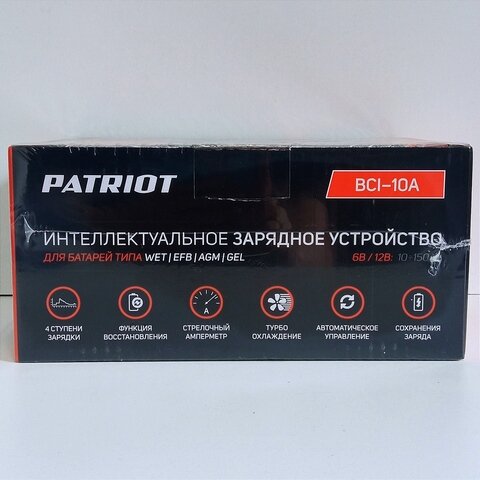 PATRIOT
BCI-10A
ИНТЕЛЛЕКТУАЛЬНОЕ ЗАРЯДНОЕ УСТРОЙСТВО
ДЛЯ БАТАРЕЙ ТИПА WET | EFB | AGM | GEL
6В / 12В: 10-150
A
4 СТУПЕНИ
ЗАРЯДКИ
ФУНКЦИЯ
ВОССТАНОВЛЕНИЯ
СТРЕЛОЧНЫЙ
АМПЕРМЕТР
ТУРБО
ОХЛАЖДЕНИЕ
АВТОМАТИЧЕСКОЕ
УПРАВЛЕНИЕ
СОХРАНЕНИЯ
ЗАРЯДА